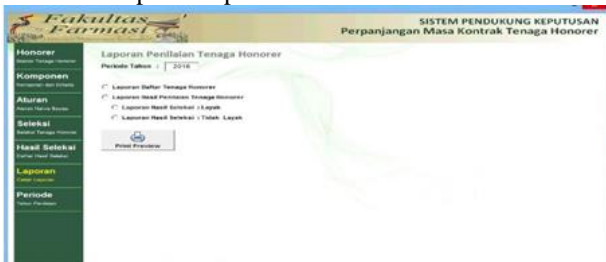 Fakultas
Farmasi
SISTEM PENDUKUNG KEPUTUSAN
Perpanjangan Masa Kontrak Tenaga Honorer
Honorer
Komponen
Aturan
Seleksi
Hasil Seleksi
Laporan
Periode
Laporan Penilaian Tenaga Honorer
Periode Tahun : 2016
Laporan Daftar Tenaga Honorer
Laporan Hasil Penilaian Tenaga Honorer
Laporan Hasil Seleksi : Layak
Laporan Hasil Seleksi : Tidak Layak
Print Preview